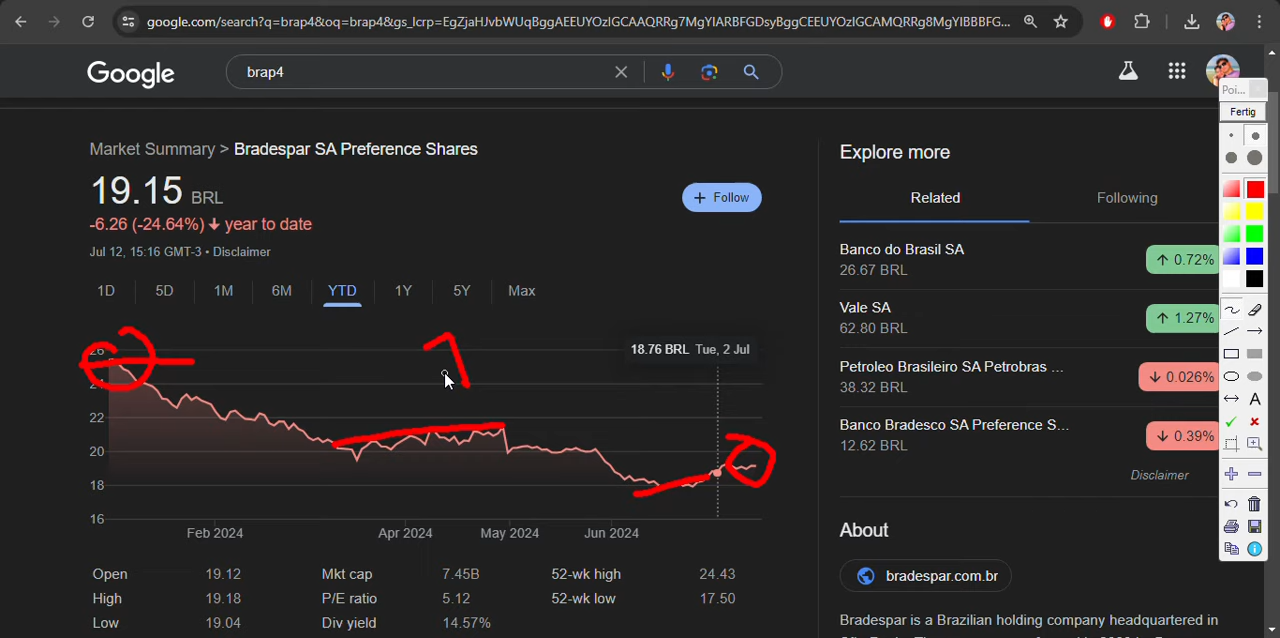 google.com/search?q=brap4&oq=brap4&gs_lcrp=EgZjaHJvbWUqBggAEEUYOzIGCAAQRRg7MgYIARBFGDsyBggCEEUYOzIGCAMQRRg8MgYIBBBFG...
Google
brap4
Poi...
Fertig
Market Summary > Bradespar SA Preference Shares
19.15 BRL
-6.26 (-24.64%) year to date
Jul 12, 15:16 GMT-3 • Disclaimer
+ Follow
1D 5D 1M 6M YTD 1Y 5Y Max
18.76 BRL Tue, 2 Jul
26
24
22
20
18
16
Feb 2024 Apr 2024 May 2024 Jun 2024
Open 19.12 Mkt cap 7.45B 52-wk high 24.43
High 19.18 P/E ratio 5.12 52-wk low 17.50
Low 19.04 Div yield 14.57%
Explore more
Related Following
Banco do Brasil SA
26.67 BRL
↑ 0.72%
Vale SA
62.80 BRL
↑ 1.27%
Petroleo Brasileiro SA Petrobras ...
38.32 BRL
↓ 0.026%
Banco Bradesco SA Preference S...
12.62 BRL
↓ 0.39%
Disclaimer
About
bradespar.com.br
Bradespar is a Brazilian holding company headquartered in
A